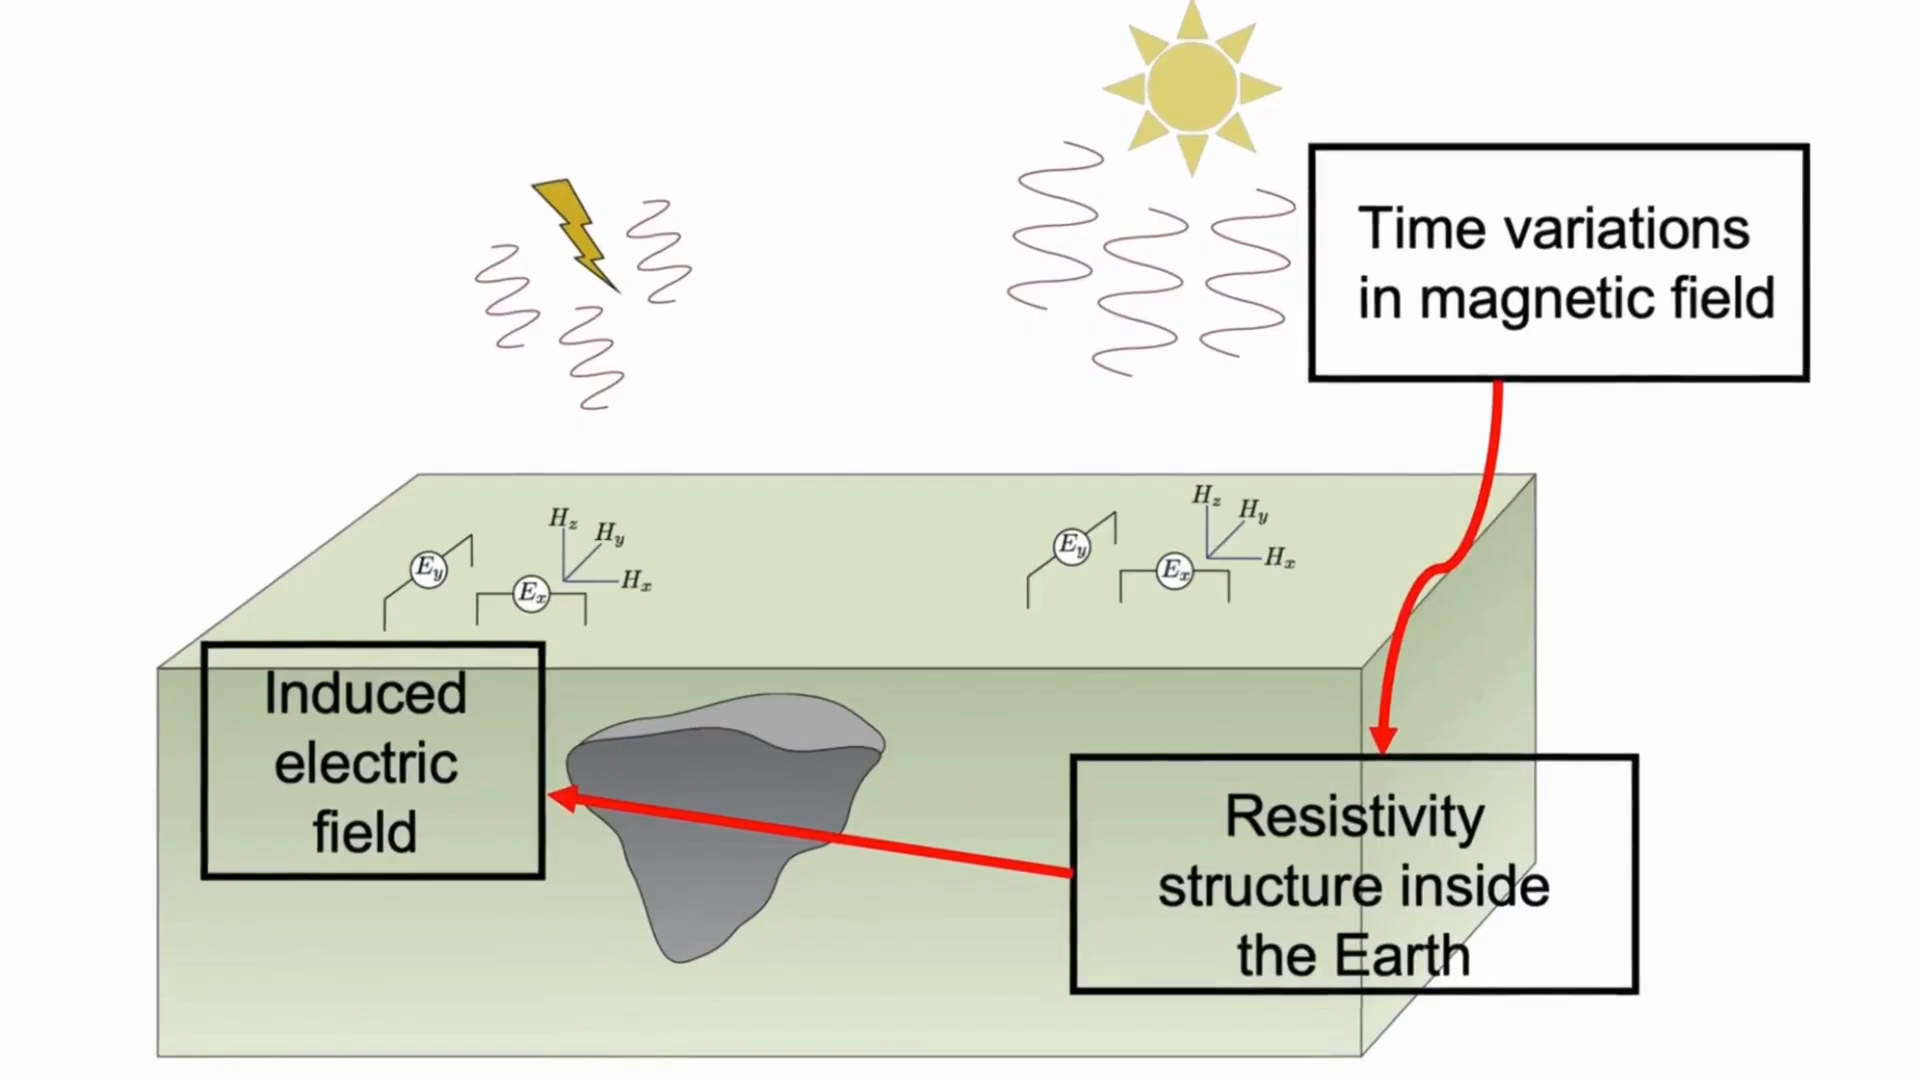 Time variations
in magnetic field
Hz
Hy
Hx
Ey
Ex
Hz
Hy
Hx
Ey
Ex
Induced
electric
field
Resistivity
structure inside
the Earth